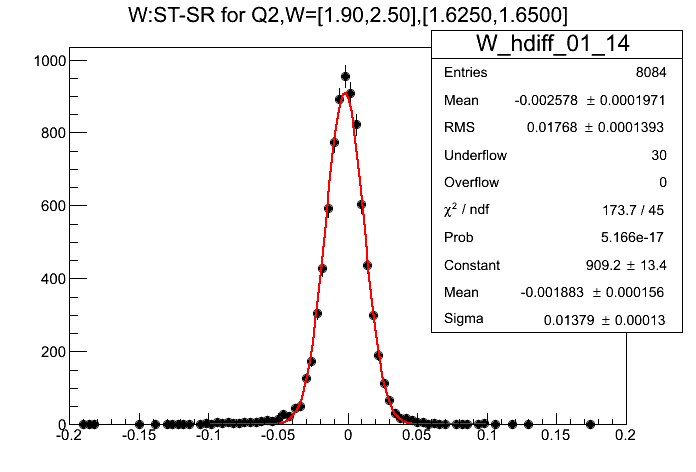 W:ST-SR for Q2,W=[1.90,2.50],[1.6250,1.6500]
W_hdiff_01_14
Entries 8084
Mean -0.002578 ± 0.0001971
RMS 0.01768 ± 0.0001393
Underflow 30
Overflow 0
χ² / ndf 173.7 / 45
Prob 5.166e-17
Constant 909.2 ± 13.4
Mean -0.001883 ± 0.000156
Sigma 0.01379 ± 0.00013
1000
800
600
400
200
0
-0.2 -0.15 -0.1 -0.05 0 0.05 0.1 0.15 0.2